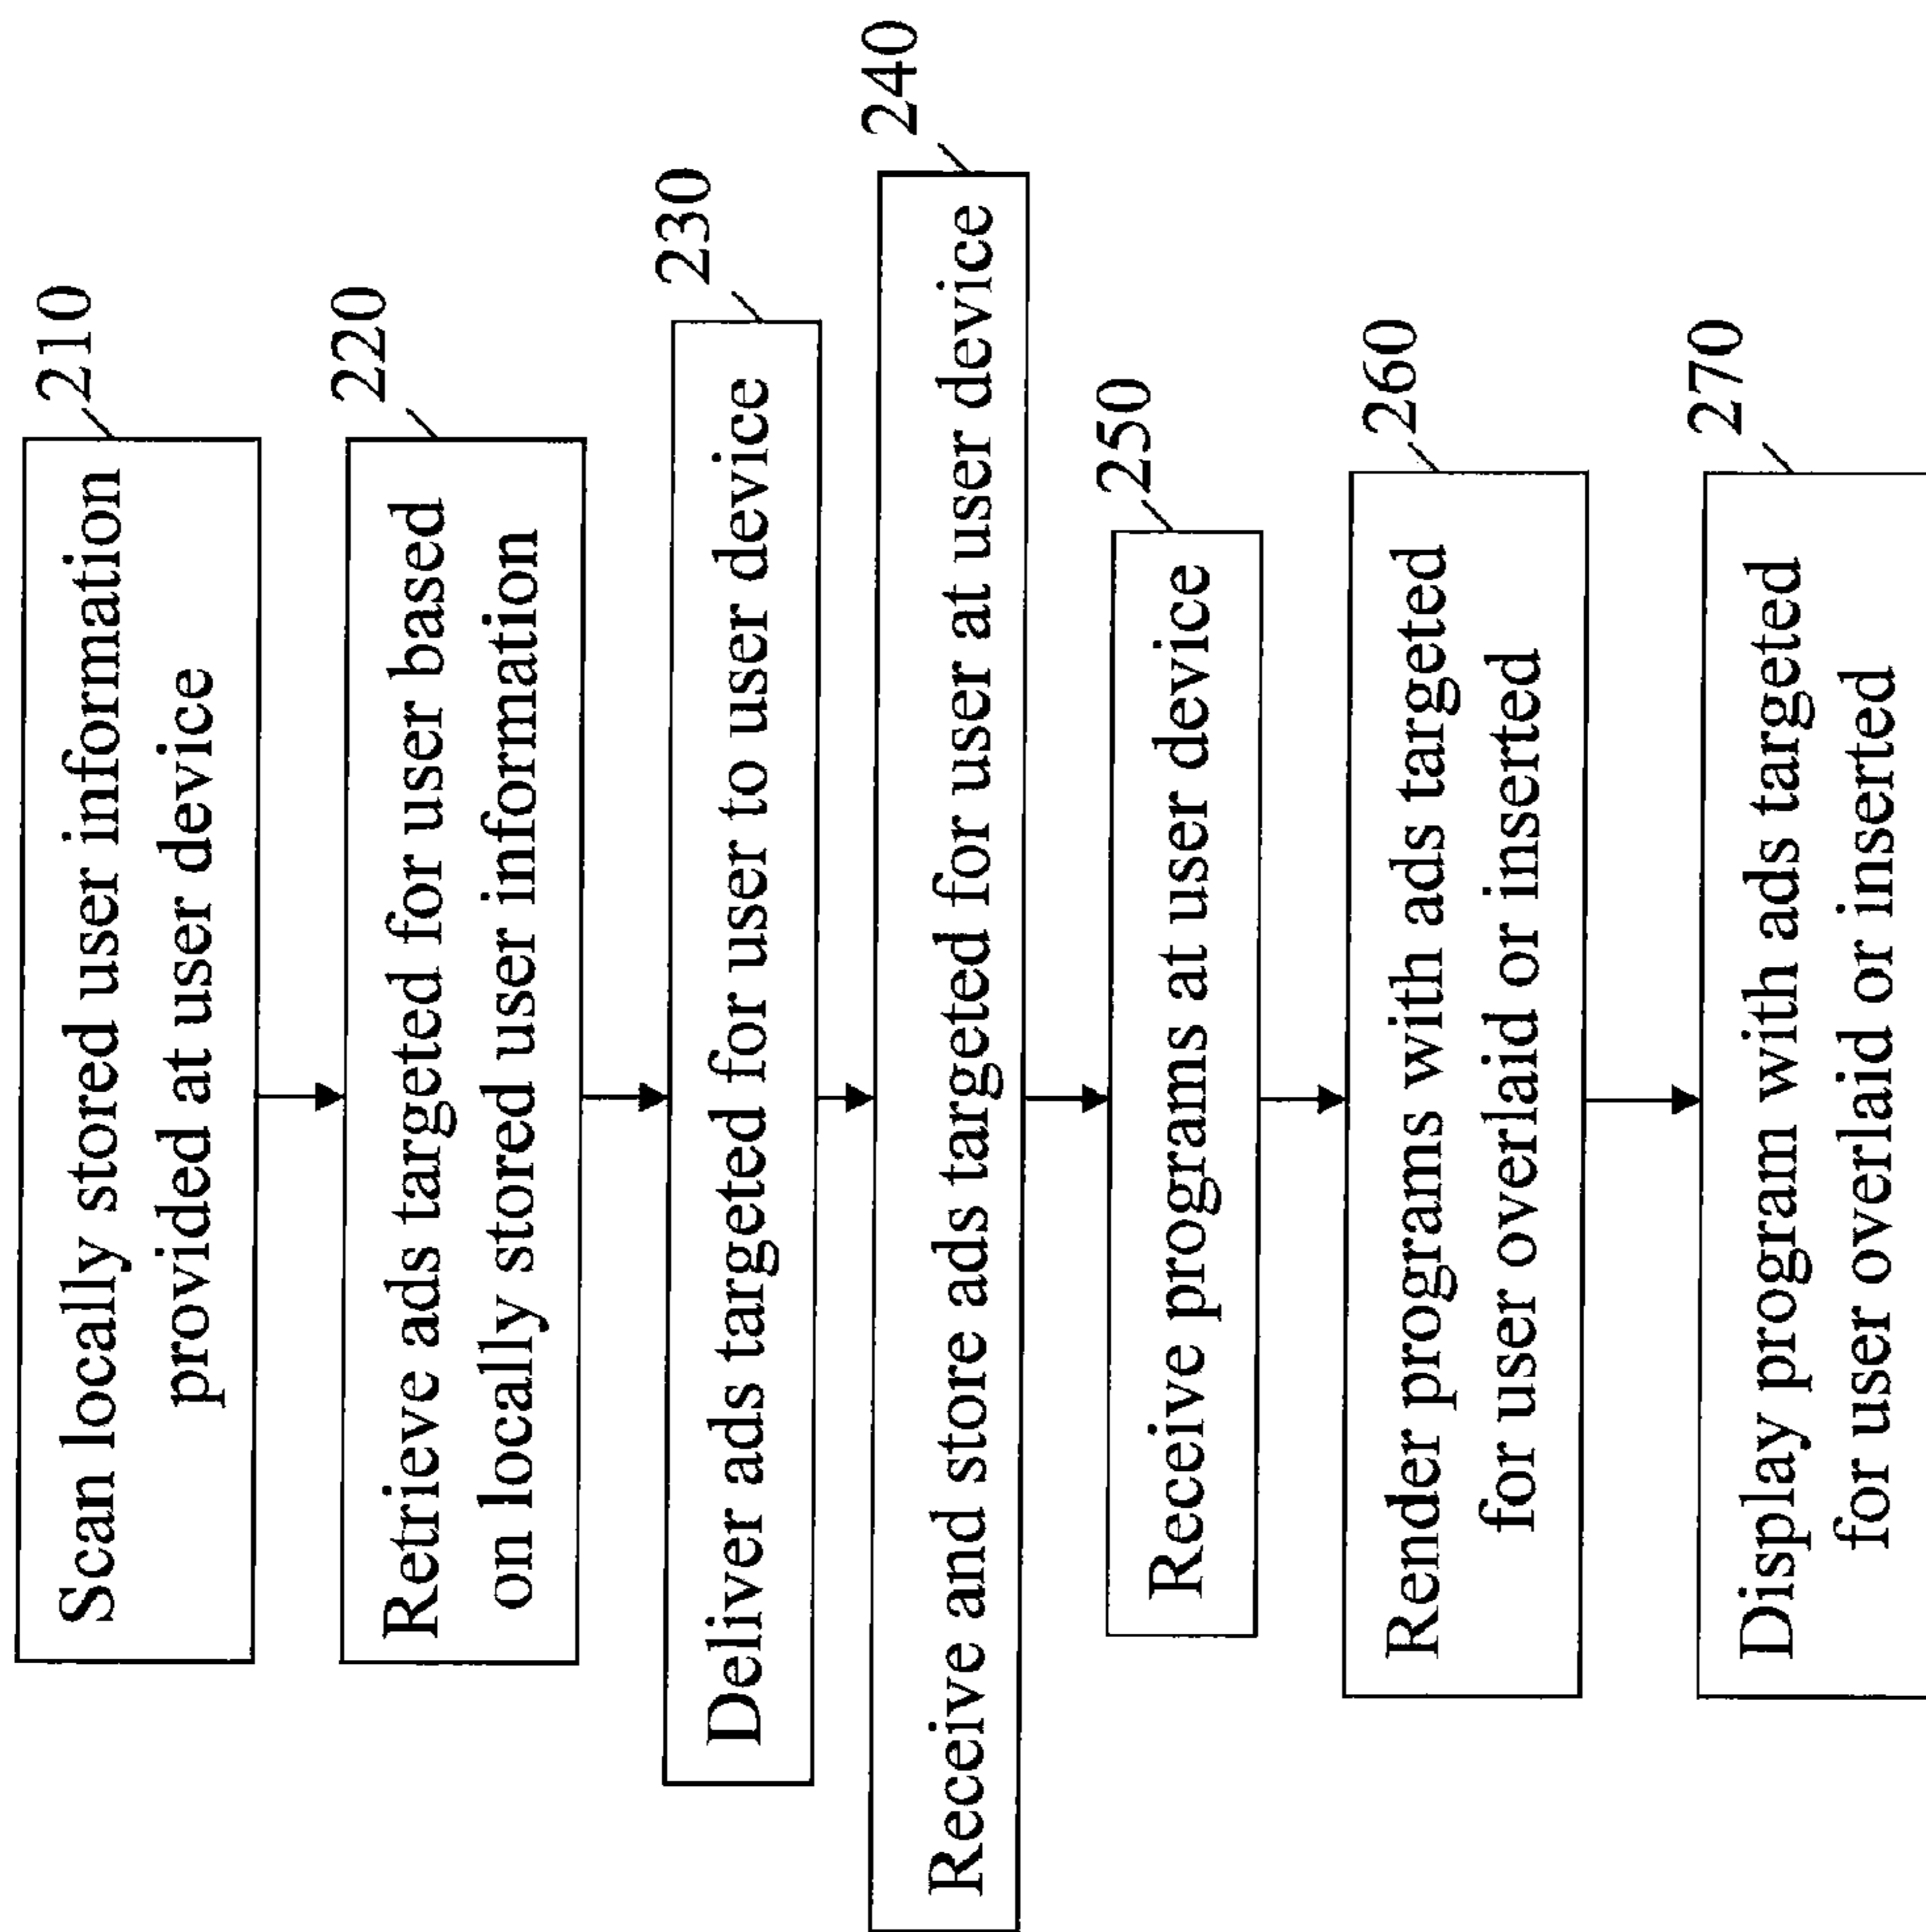 Scan locally stored user information
provided at user device
210
Retrieve ads targeted for user based
on locally stored user information
220
Deliver ads targeted for user to user device
230
Receive and store ads targeted for user at user device
240
Receive programs at user device
250
Render programs with ads targeted
for user overlaid or inserted
260
Display program with ads targeted
for user overlaid or inserted
270